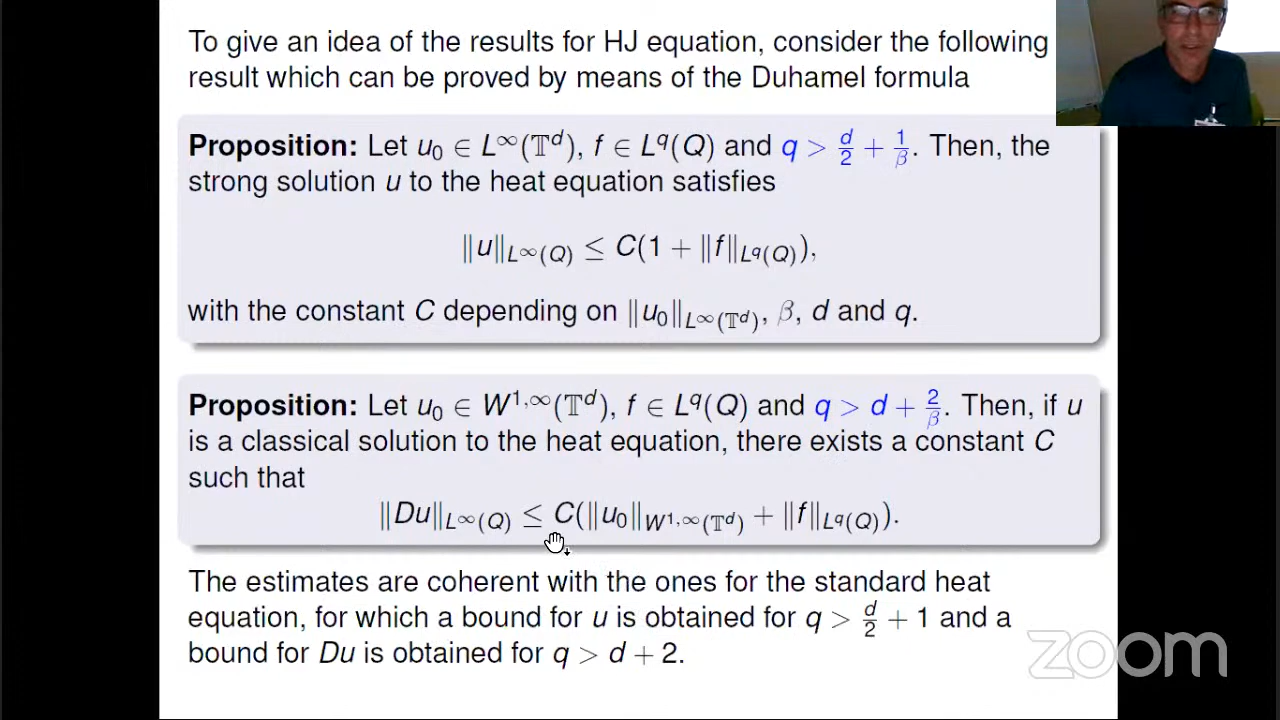 To give an idea of the results for HJ equation, consider the following
result which can be proved by means of the Duhamel formula
Proposition: Let u₀ ∈ L^∞(𝕋^d), f ∈ L^q(Q) and q > d/2 + 1/β. Then, the
strong solution u to the heat equation satisfies
‖u‖_{L^∞(Q)} ≤ C(1 + ‖f‖_{L^q(Q)}),
with the constant C depending on ‖u₀‖_{L^∞(𝕋^d)}, β, d and q.
Proposition: Let u₀ ∈ W^{1,∞}(𝕋^d), f ∈ L^q(Q) and q > d + 2/β. Then, if u
is a classical solution to the heat equation, there exists a constant C
such that
‖Du‖_{L^∞(Q)} ≤ C(‖u₀‖_{W^{1,∞}(𝕋^d)} + ‖f‖_{L^q(Q)}).
The estimates are coherent with the ones for the standard heat
equation, for which a bound for u is obtained for q > d/2 + 1 and a
bound for Du is obtained for q > d + 2.
zoom